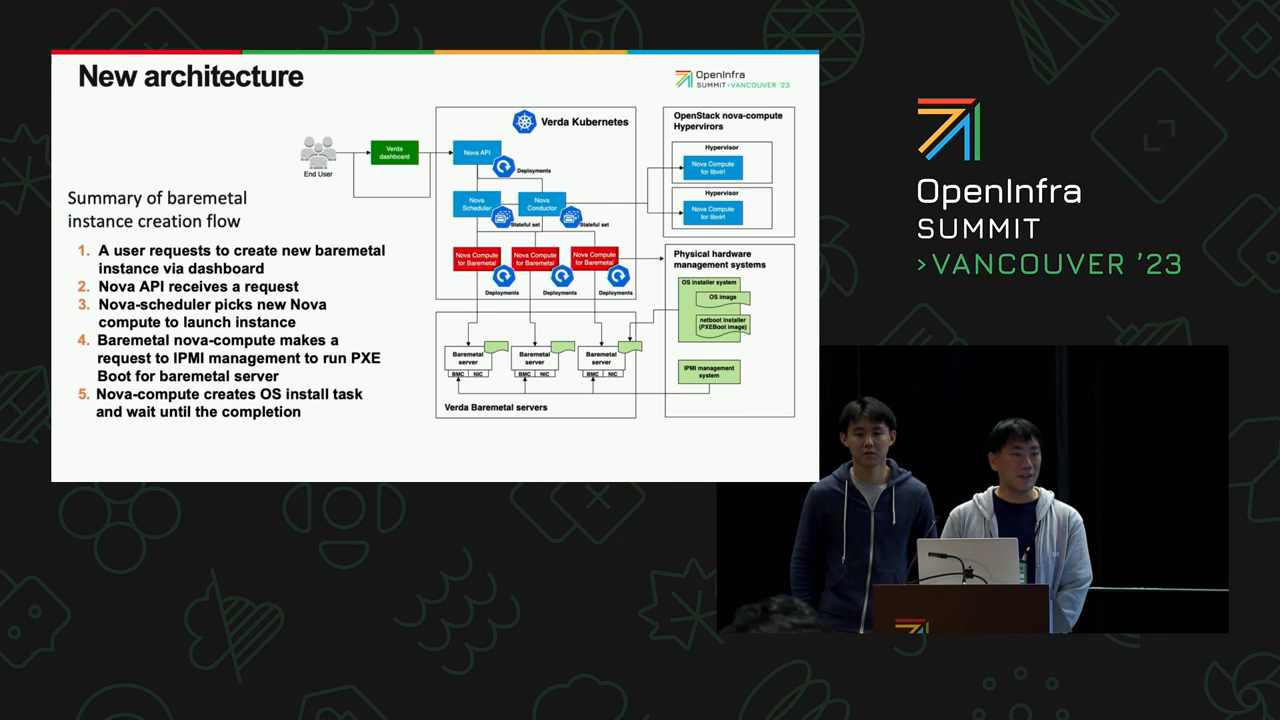 New architecture
OpenInfra
SUMMIT >VANCOUVER '23
Summary of baremetal
instance creation flow
1. A user requests to create new baremetal
instance via dashboard
2. Nova API receives a request
3. Nova-scheduler picks new Nova
compute to launch instance
4. Baremetal nova-compute makes a
request to IPMI management to run PXE
Boot for baremetal server
5. Nova-compute creates OS install task
and wait until the completion
End User
Verda
dashboard
Verda Kubernetes
Nova API
Deployments
Nova
Scheduler
Stateful set
Nova
Conductor
Stateful set
Nova Compute
for Baremetal
Nova Compute
for Baremetal
Nova Compute
for Baremetal
Deployments
Deployments
Deployments
Baremetal
server
BMC NIC
Baremetal
server
BMC NIC
Baremetal
server
BMC NIC
Verda Baremetal servers
OpenStack nova-compute
Hypervirors
Hypervisor
Nova Compute
for libvirt
Hypervisor
Nova Compute
for libvirt
Physical hardware
management systems
OS installer system
OS image
netboot installer
(PXEBoot image)
IPMI management
system
OpenInfra
SUMMIT
>VANCOUVER '23